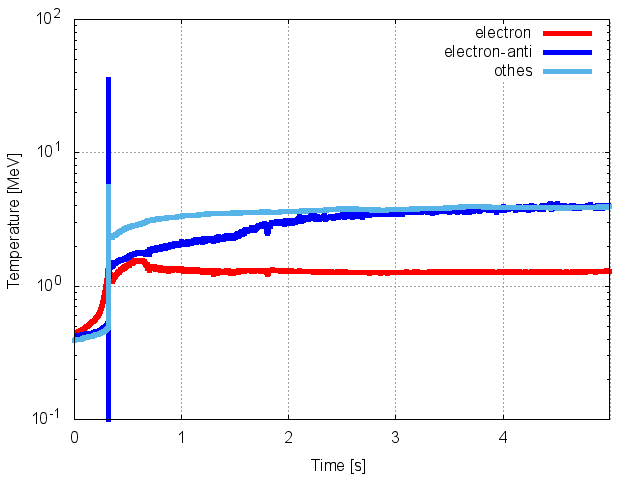 10^2
10^1
10^0
10^-1
Temperature [MeV]
electron
electron-anti
othes
0 1 2 3 4
Time [s]